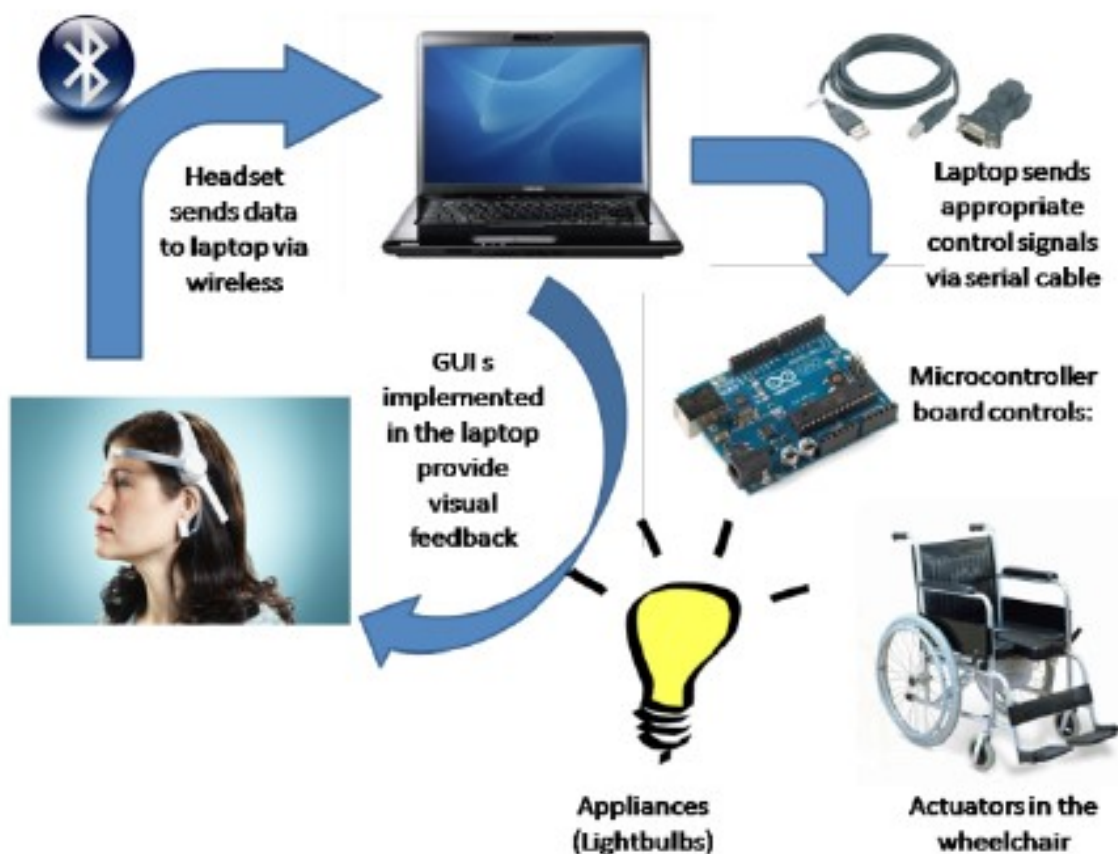 Headset
sends data
to laptop via
wireless
Laptop sends
appropriate
control signals
via serial cable
GUI s
implemented
in the laptop
provide
visual
feedback
Microcontroller
board controls:
Appliances
(Lightbulbs)
Actuators in the
wheelchair